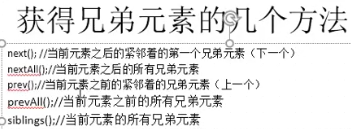 获得兄弟元素的几个方法
next(); //当前元素之后的紧邻着的第一个兄弟元素（下一个）
nextAll();//当前元素之后的所有兄弟元素
prev();//当前元素之前的紧邻着的兄弟元素（上一个）
prevAll();//当前元素之前的所有兄弟元素
siblings();//当前元素的所有兄弟元素